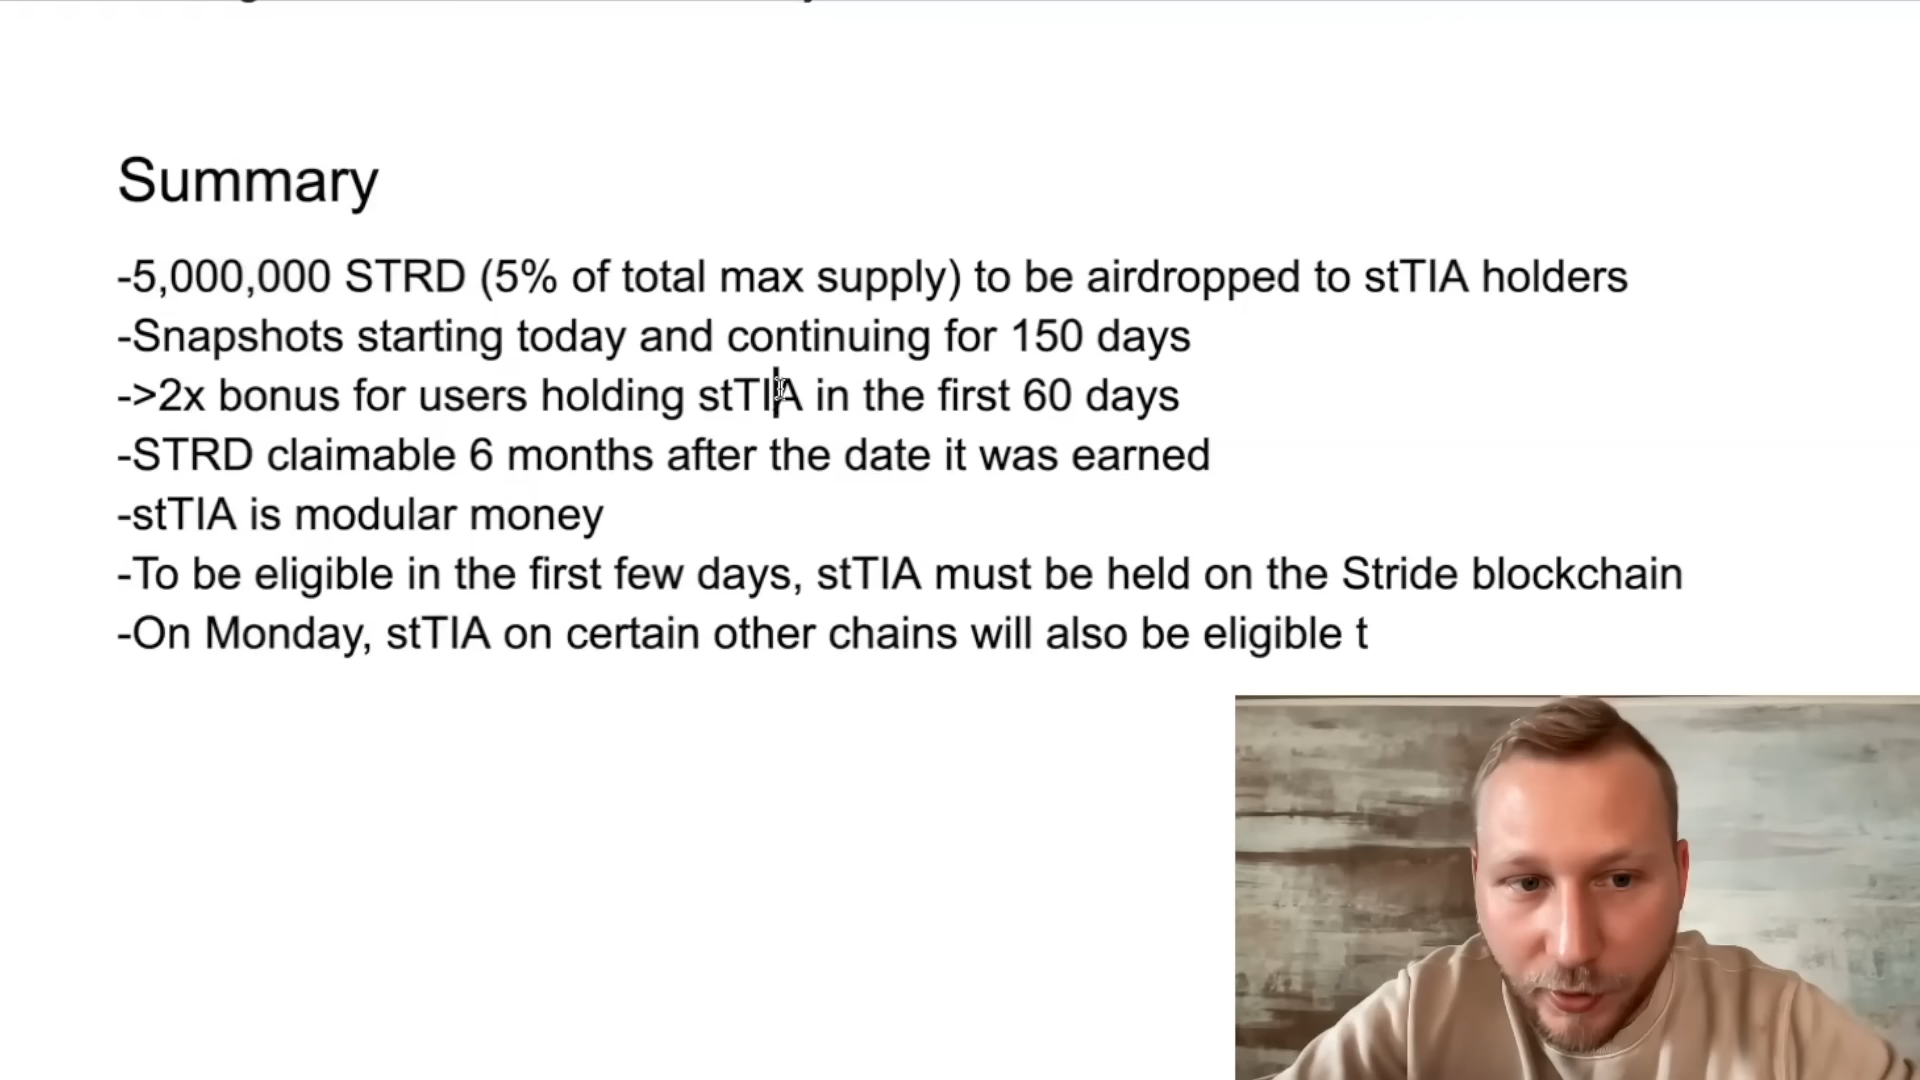 Summary
-5,000,000 STRD (5% of total max supply) to be airdropped to stTIA holders
-Snapshots starting today and continuing for 150 days
->2x bonus for users holding stTIA in the first 60 days
-STRD claimable 6 months after the date it was earned
-stTIA is modular money
-To be eligible in the first few days, stTIA must be held on the Stride blockchain
-On Monday, stTIA on certain other chains will also be eligible t